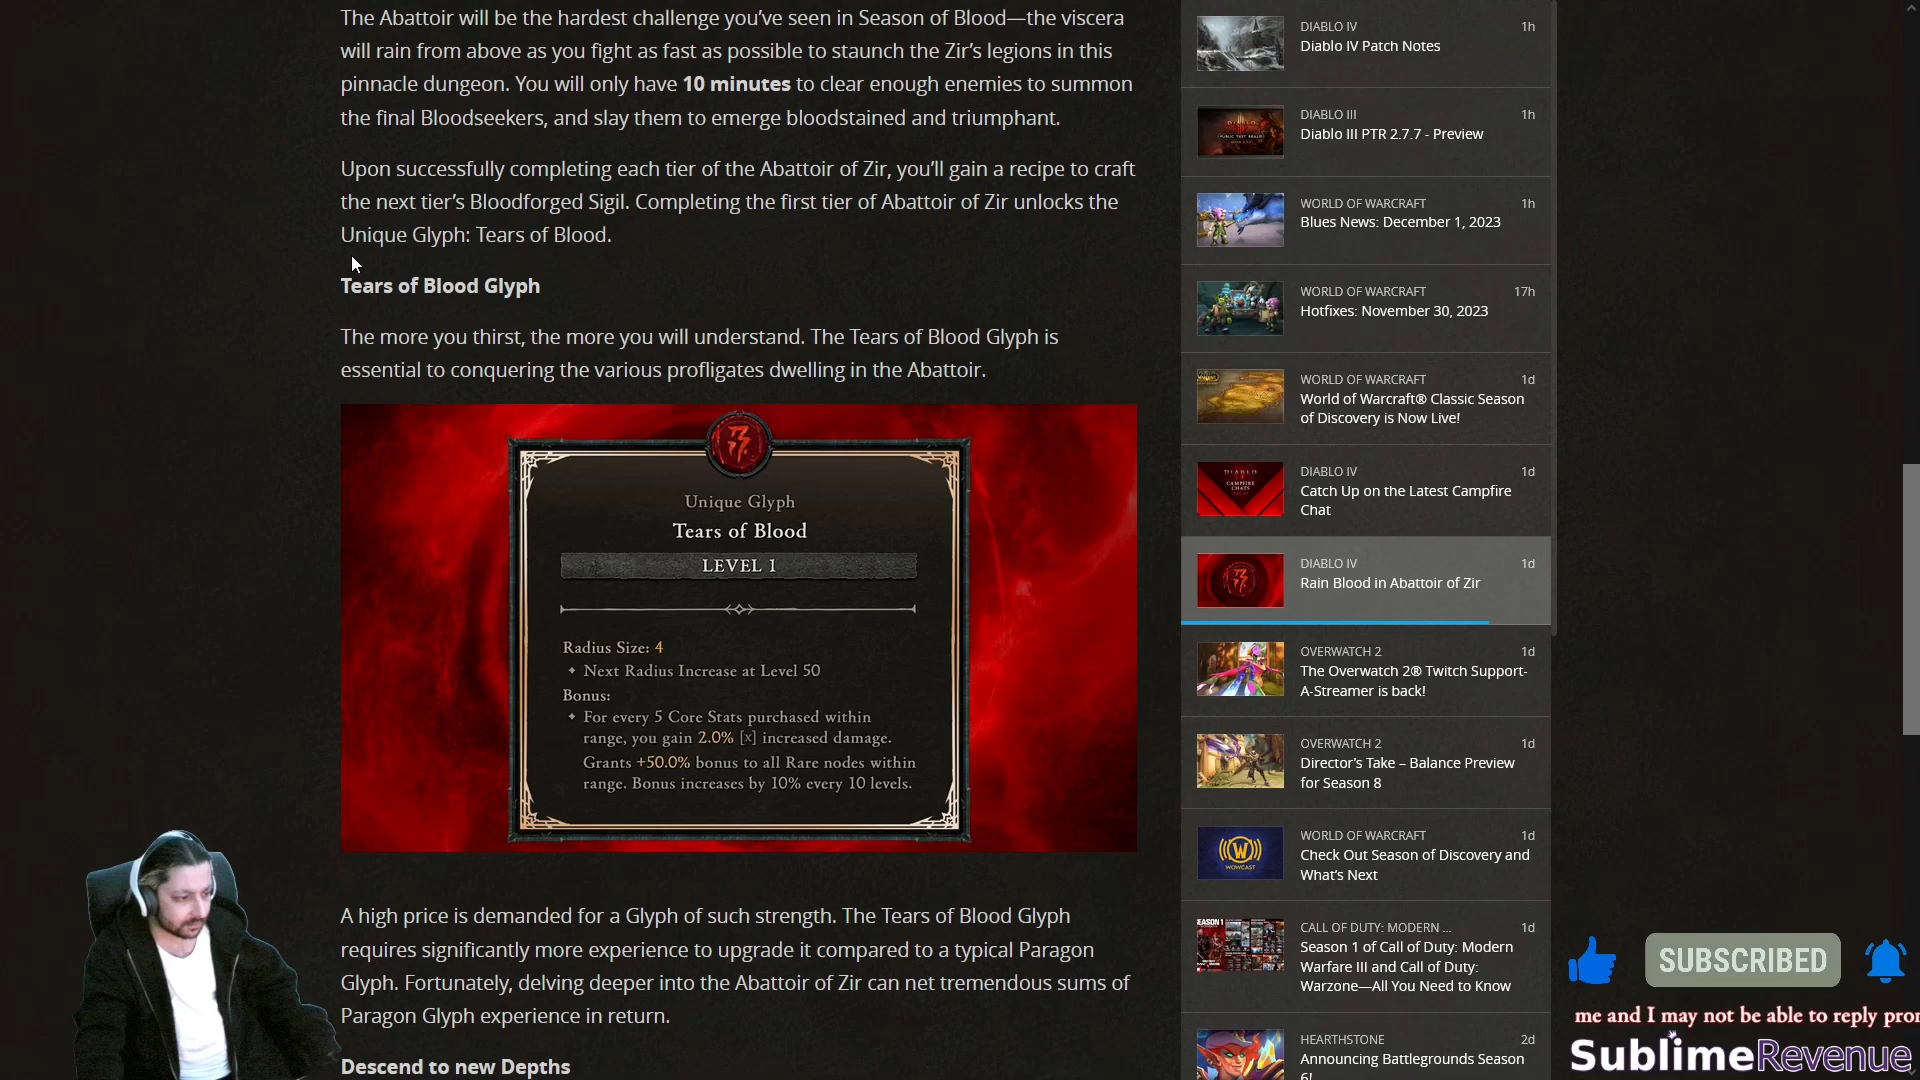 The Abattoir will be the hardest challenge you've seen in Season of Blood—the viscera
will rain from above as you fight as fast as possible to staunch the Zir's legions in this
pinnacle dungeon. You will only have 10 minutes to clear enough enemies to summon
the final Bloodseekers, and slay them to emerge bloodstained and triumphant.
Upon successfully completing each tier of the Abattoir of Zir, you'll gain a recipe to craft
the next tier's Bloodforged Sigil. Completing the first tier of Abattoir of Zir unlocks the
Unique Glyph: Tears of Blood.
Tears of Blood Glyph
The more you thirst, the more you will understand. The Tears of Blood Glyph is
essential to conquering the various profligates dwelling in the Abattoir.
Unique Glyph
Tears of Blood
LEVEL 1
Radius Size: 4
Next Radius Increase at Level 50
Bonus:
For every 5 Core Stats purchased within
range, you gain 2.0% [x] increased damage.
Grants +50.0% bonus to all Rare nodes within
range. Bonus increases by 10% every 10 levels.
A high price is demanded for a Glyph of such strength. The Tears of Blood Glyph
requires significantly more experience to upgrade it compared to a typical Paragon
Glyph. Fortunately, delving deeper into the Abattoir of Zir can net tremendous sums of
Paragon Glyph experience in return.
Descend to new Depths
DIABLO IV 1h
Diablo IV Patch Notes
DIABLO III 1h
Diablo III PTR 2.7.7 - Preview
WORLD OF WARCRAFT 1h
Blues News: December 1, 2023
WORLD OF WARCRAFT 17h
Hotfixes: November 30, 2023
WORLD OF WARCRAFT 1d
World of Warcraft® Classic Season
of Discovery is Now Live!
DIABLO IV 1d
Catch Up on the Latest Campfire
Chat
DIABLO IV 1d
Rain Blood in Abattoir of Zir
OVERWATCH 2 1d
The Overwatch 2® Twitch Support-
A-Streamer is back!
OVERWATCH 2 1d
Director's Take – Balance Preview
for Season 8
WORLD OF WARCRAFT 1d
Check Out Season of Discovery and
What's Next
CALL OF DUTY: MODERN ... 1d
Season 1 of Call of Duty: Modern
Warfare III and Call of Duty:
Warzone—All You Need to Know
HEARTHSTONE 2d
Announcing Battlegrounds Season
6!
SUBSCRIBED
me and I may not be able to reply pro
SublimeRevenue